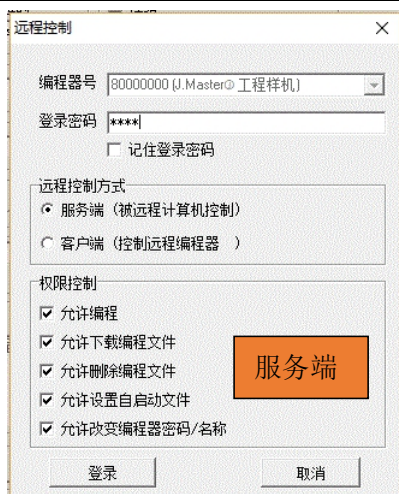 远程控制
编程器号 80000000 (J.Master① 工程样机)
登录密码 ****
记住登录密码
远程控制方式
服务端 (被远程计算机控制)
客户端 (控制远程编程器 )
权限控制
允许编程
允许下载编程文件
允许删除编程文件
允许设置自启动文件
允许改变编程器密码/名称
服务端
登录 取消